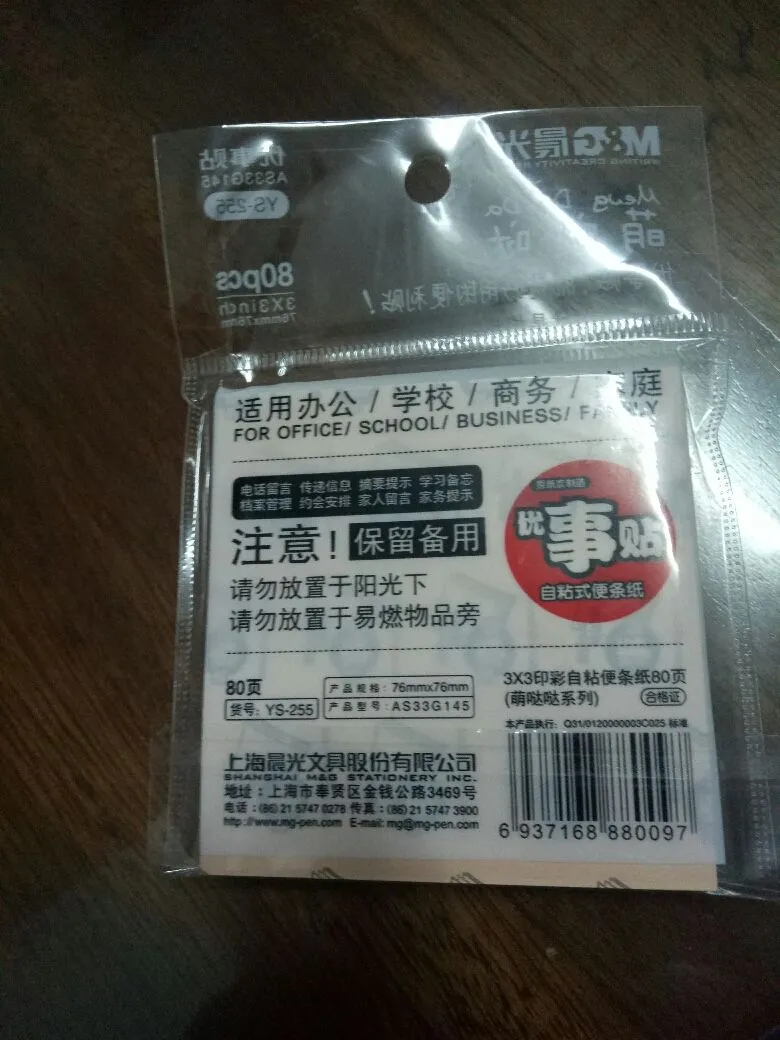 M&G晨光
优事贴
AS33G145
YS-255
80pcs
3X3inch
76mmx76mm
适用办公 / 学校 / 商务 / 家庭
FOR OFFICE/ SCHOOL/ BUSINESS/ FAMILY
电话留言 传递信息 摘要提示 学习备忘
档案管理 约会安排 家人留言 家务提示
注意! 保留备用
请勿放置于阳光下
请勿放置于易燃物品旁
优事贴
自粘式便条纸
80页
货号: YS-255
产品规格: 76mmx76mm
产品型号: AS33G145
3X3印彩自粘便条纸80页
(萌哒哒系列)
合格证
本产品执行: Q31/0120000003C025 标准
上海晨光文具股份有限公司
SHANGHAI M&G STATIONERY INC.
地址: 上海市奉贤区金钱公路3469号
电话: (86) 21 5747 0278 传真: (86) 21 5747 3900
http://www.mg-pen.com E-mail: mg@mg-pen.com
6 937168 880097